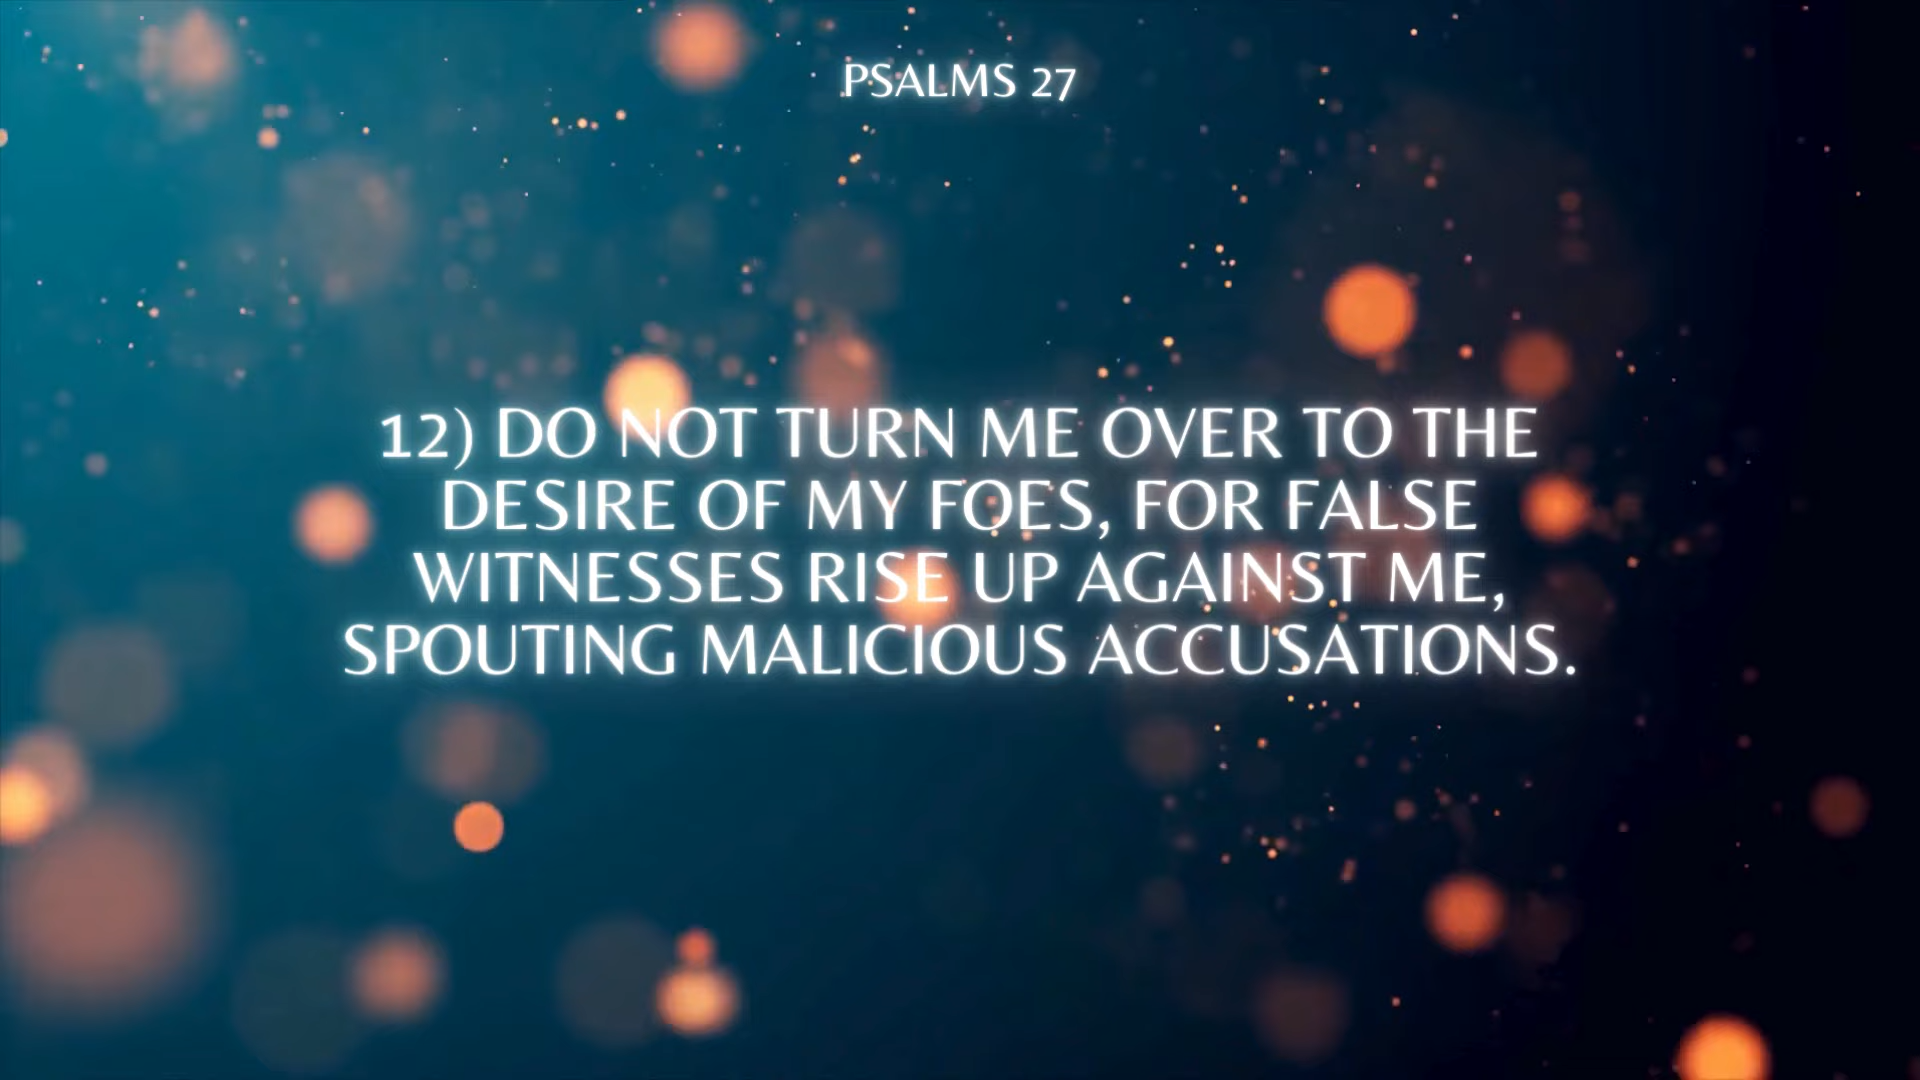 PSALMS 27
12) DO NOT TURN ME OVER TO THE
DESIRE OF MY FOES, FOR FALSE
WITNESSES RISE UP AGAINST ME,
SPOUTING MALICIOUS ACCUSATIONS.